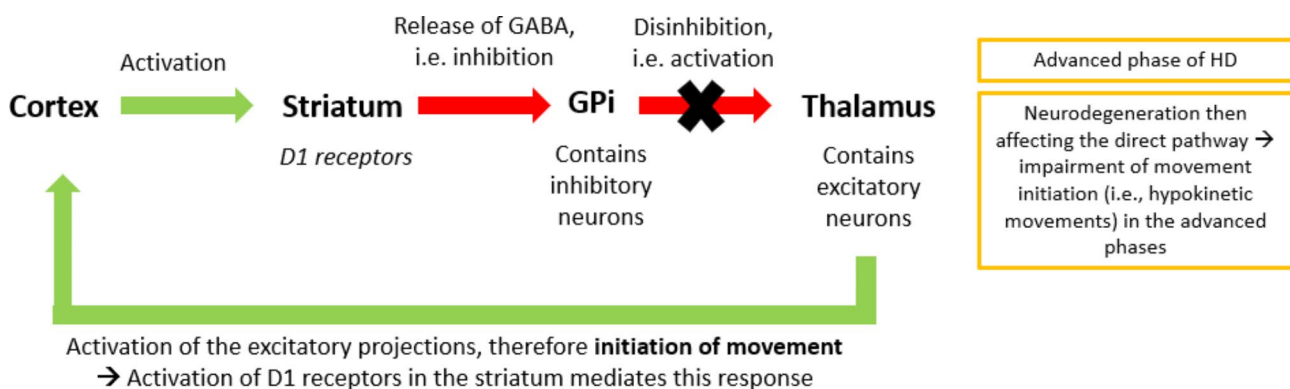 Release of GABA,
i.e. inhibition
Disinhibition,
i.e. activation
Activation
Cortex
Striatum
GPi
Thalamus
D1 receptors
Contains
inhibitory
neurons
Contains
excitatory
neurons
Advanced phase of HD
Neurodegeneration then
affecting the direct pathway →
impairment of movement
initiation (i.e., hypokinetic
movements) in the advanced
phases
Activation of the excitatory projections, therefore initiation of movement
→ Activation of D1 receptors in the striatum mediates this response